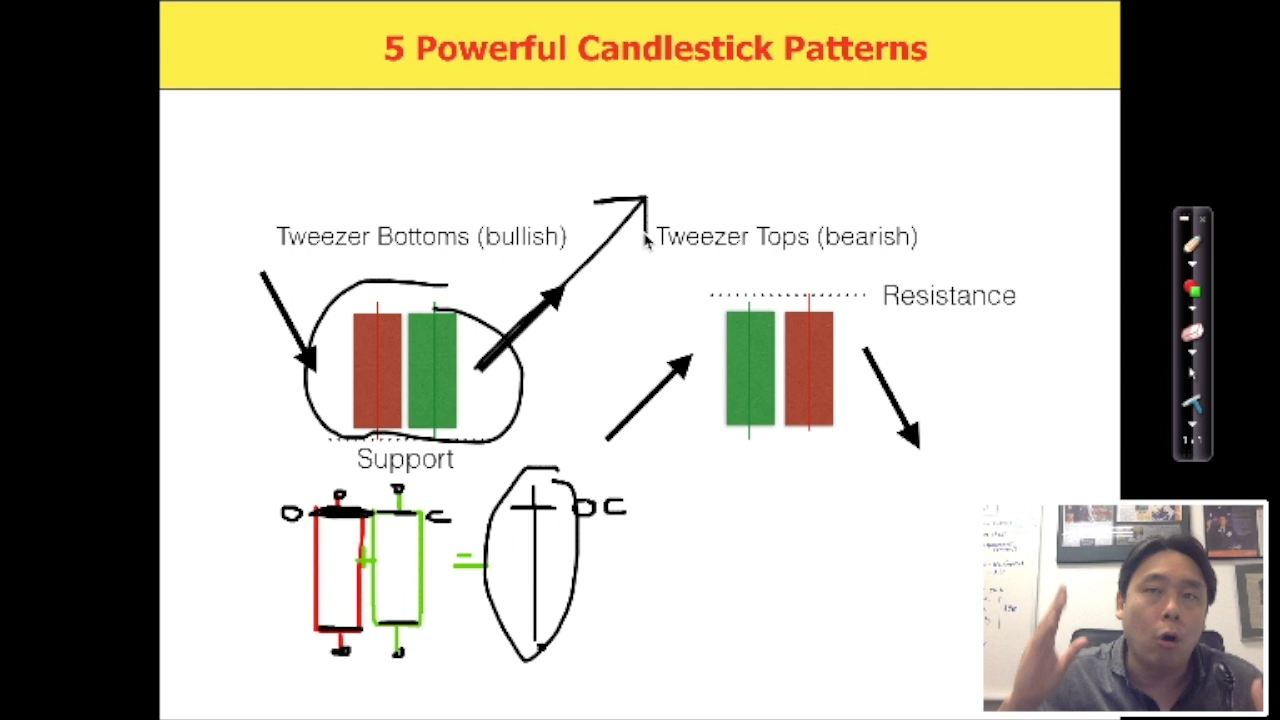 5 Powerful Candlestick Patterns
Tweezer Bottoms (bullish)
Tweezer Tops (bearish)
Resistance
Support
O
C
+
=
O C